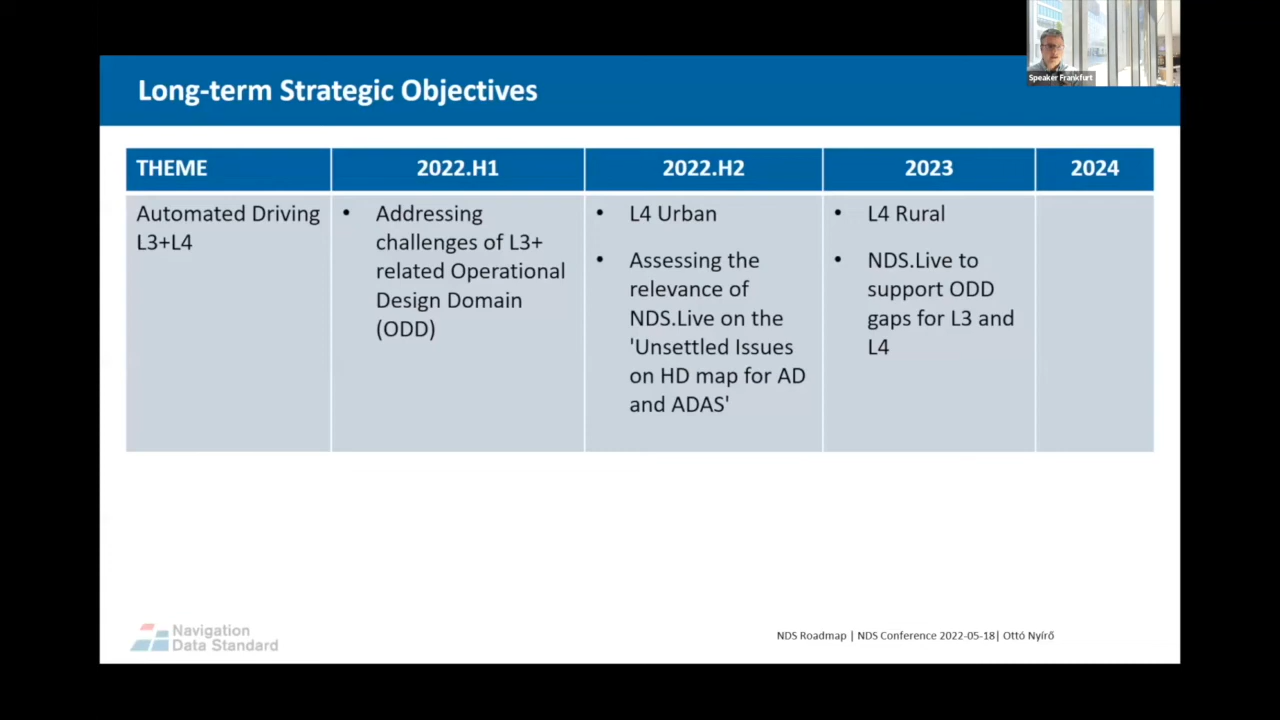 Speaker Frankfurt
Long-term Strategic Objectives
THEME
2022.H1
2022.H2
2023
2024
Automated Driving
L3+L4
• Addressing
challenges of L3+
related Operational
Design Domain
(ODD)
• L4 Urban
• Assessing the
relevance of
NDS.Live on the
'Unsettled Issues
on HD map for AD
and ADAS'
• L4 Rural
• NDS.Live to
support ODD
gaps for L3 and
L4
Navigation
Data Standard
NDS Roadmap | NDS Conference 2022-05-18| Ottó Nyírő